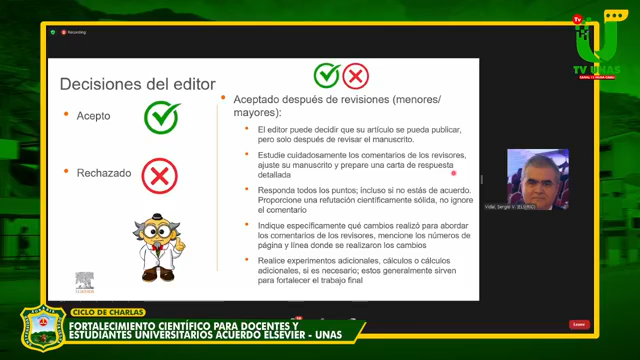 Recording
Tv
TV UNAS
Decisiones del editor
Acepto
Rechazado
Aceptado después de revisiones (menores/
mayores):
El editor puede decidir que su artículo se pueda publicar,
pero solo después de revisar el manuscrito.
Estudie cuidadosamente los comentarios de los revisores,
ajuste su manuscrito y prepare una carta de respuesta
detallada
Responda todos los puntos; incluso si no estás de acuerdo.
Proporcione una refutación científicamente sólida, no ignore
el comentario
Indique específicamente qué cambios realizó para abordar
los comentarios de los revisores, mencione los números de
página y línea donde se realizaron los cambios
Realice experimentos adicionales, cálculos o cálculos
adicionales, si es necesario; estos generalmente sirven
para fortalecer el trabajo final
ELSEVIER
Vidal, Sergio V. (ELS-RIO)
Leave
CICLO DE CHARLAS
FORTALECIMIENTO CIENTÍFICO PARA DOCENTES Y
ESTUDIANTES UNIVERSITARIOS ACUERDO ELSEVIER - UNAS